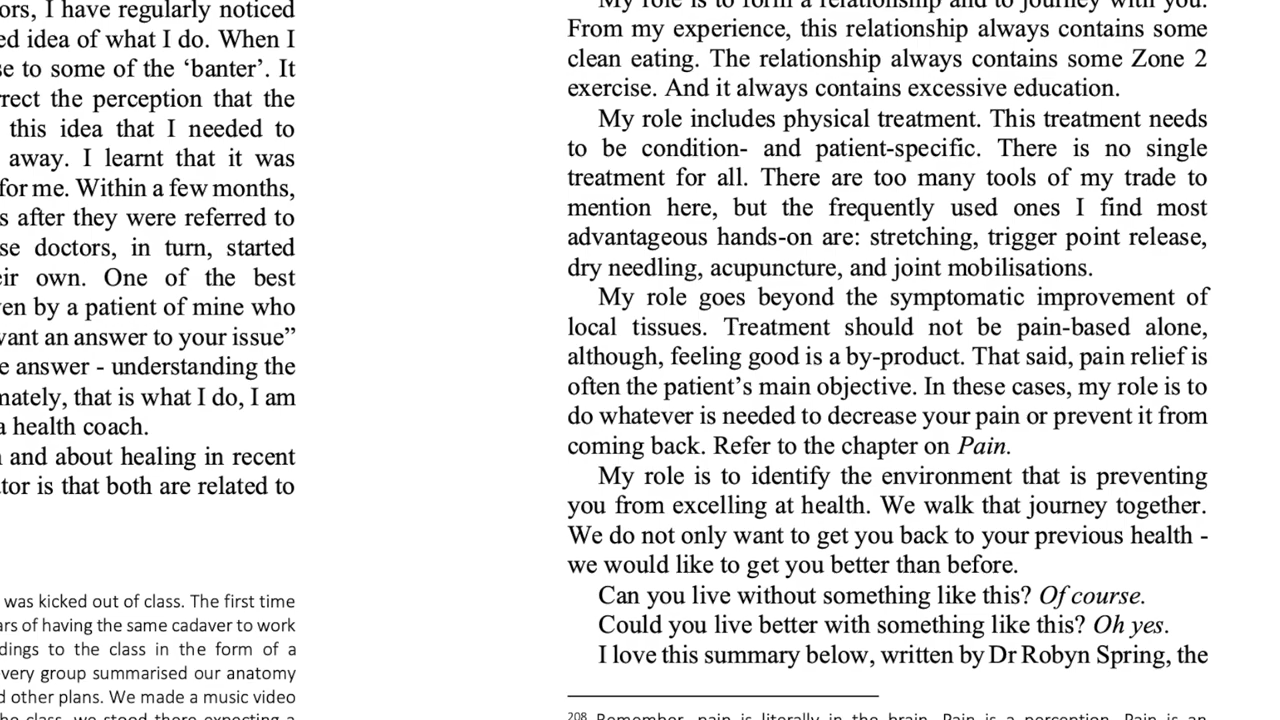 ors, I have regularly noticed
ed idea of what I do. When I
se to some of the ‘banter’. It
rrect the perception that the
this idea that I needed to
away. I learnt that it was
for me. Within a few months,
s after they were referred to
se doctors, in turn, started
eir own. One of the best
ven by a patient of mine who
vant an answer to your issue”
e answer - understanding the
mately, that is what I do, I am
a health coach.
n and about healing in recent
tor is that both are related to
was kicked out of class. The first time
ars of having the same cadaver to work
dings to the class in the form of a
very group summarised our anatomy
d other plans. We made a music video
he class, we stood there expecting a
My role is to form a relationship and to journey with you.
From my experience, this relationship always contains some
clean eating. The relationship always contains some Zone 2
exercise. And it always contains excessive education.
My role includes physical treatment. This treatment needs
to be condition- and patient-specific. There is no single
treatment for all. There are too many tools of my trade to
mention here, but the frequently used ones I find most
advantageous hands-on are: stretching, trigger point release,
dry needling, acupuncture, and joint mobilisations.
My role goes beyond the symptomatic improvement of
local tissues. Treatment should not be pain-based alone,
although, feeling good is a by-product. That said, pain relief is
often the patient’s main objective. In these cases, my role is to
do whatever is needed to decrease your pain or prevent it from
coming back. Refer to the chapter on Pain.
My role is to identify the environment that is preventing
you from excelling at health. We walk that journey together.
We do not only want to get you back to your previous health -
we would like to get you better than before.
Can you live without something like this? Of course.
Could you live better with something like this? Oh yes.
I love this summary below, written by Dr Robyn Spring, the
208 Remember, pain is literally in the brain. Pain is a perception. Pain is an